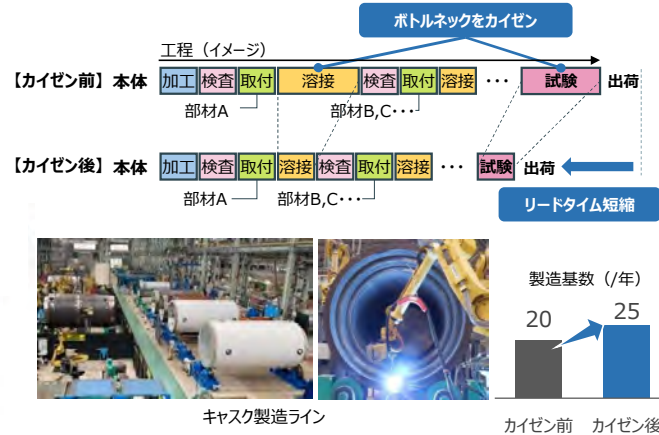 ボトルネックをカイゼン
工程（イメージ）
【カイゼン前】 本体 加工 検査 取付 溶接 検査 取付 溶接 ･･･ 試験 出荷
部材A 部材B,C･･･
【カイゼン後】 本体 加工 検査 取付 溶接 検査 取付 溶接 ･･･ 試験 出荷
部材A 部材B,C･･･
リードタイム短縮
製造基数（/年）
20 25
カイゼン前 カイゼン後
キャスク製造ライン